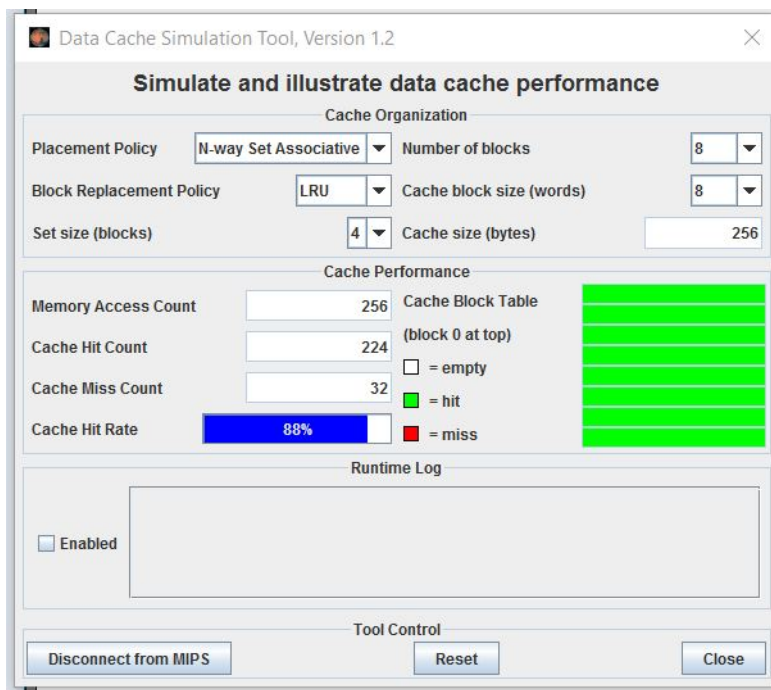 Data Cache Simulation Tool, Version 1.2
Simulate and illustrate data cache performance
Cache Organization
Placement Policy N-way Set Associative Number of blocks 8
Block Replacement Policy LRU Cache block size (words) 8
Set size (blocks) 4 Cache size (bytes) 256
Cache Performance
Memory Access Count 256 Cache Block Table
(block 0 at top)
Cache Hit Count 224
= empty
Cache Miss Count 32
= hit
Cache Hit Rate 88%
= miss
Runtime Log
Enabled
Tool Control
Disconnect from MIPS Reset Close